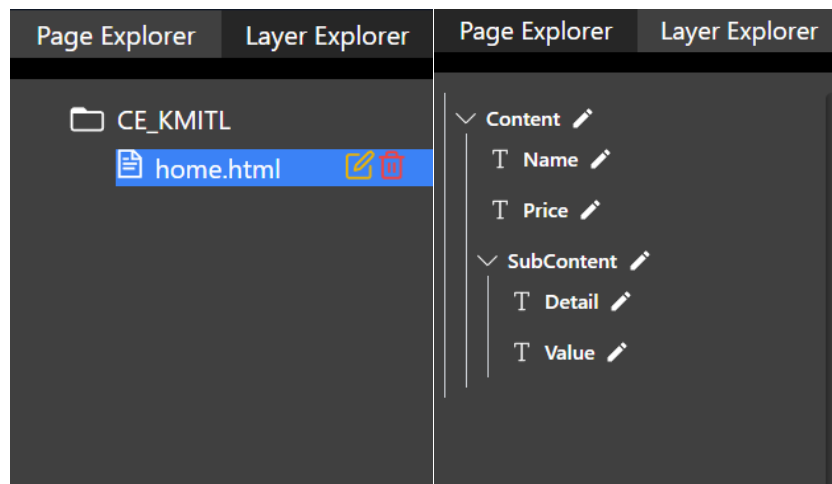 Page Explorer Layer Explorer
CE_KMITL
home.html
Page Explorer Layer Explorer
Content
T Name
T Price
SubContent
T Detail
T Value